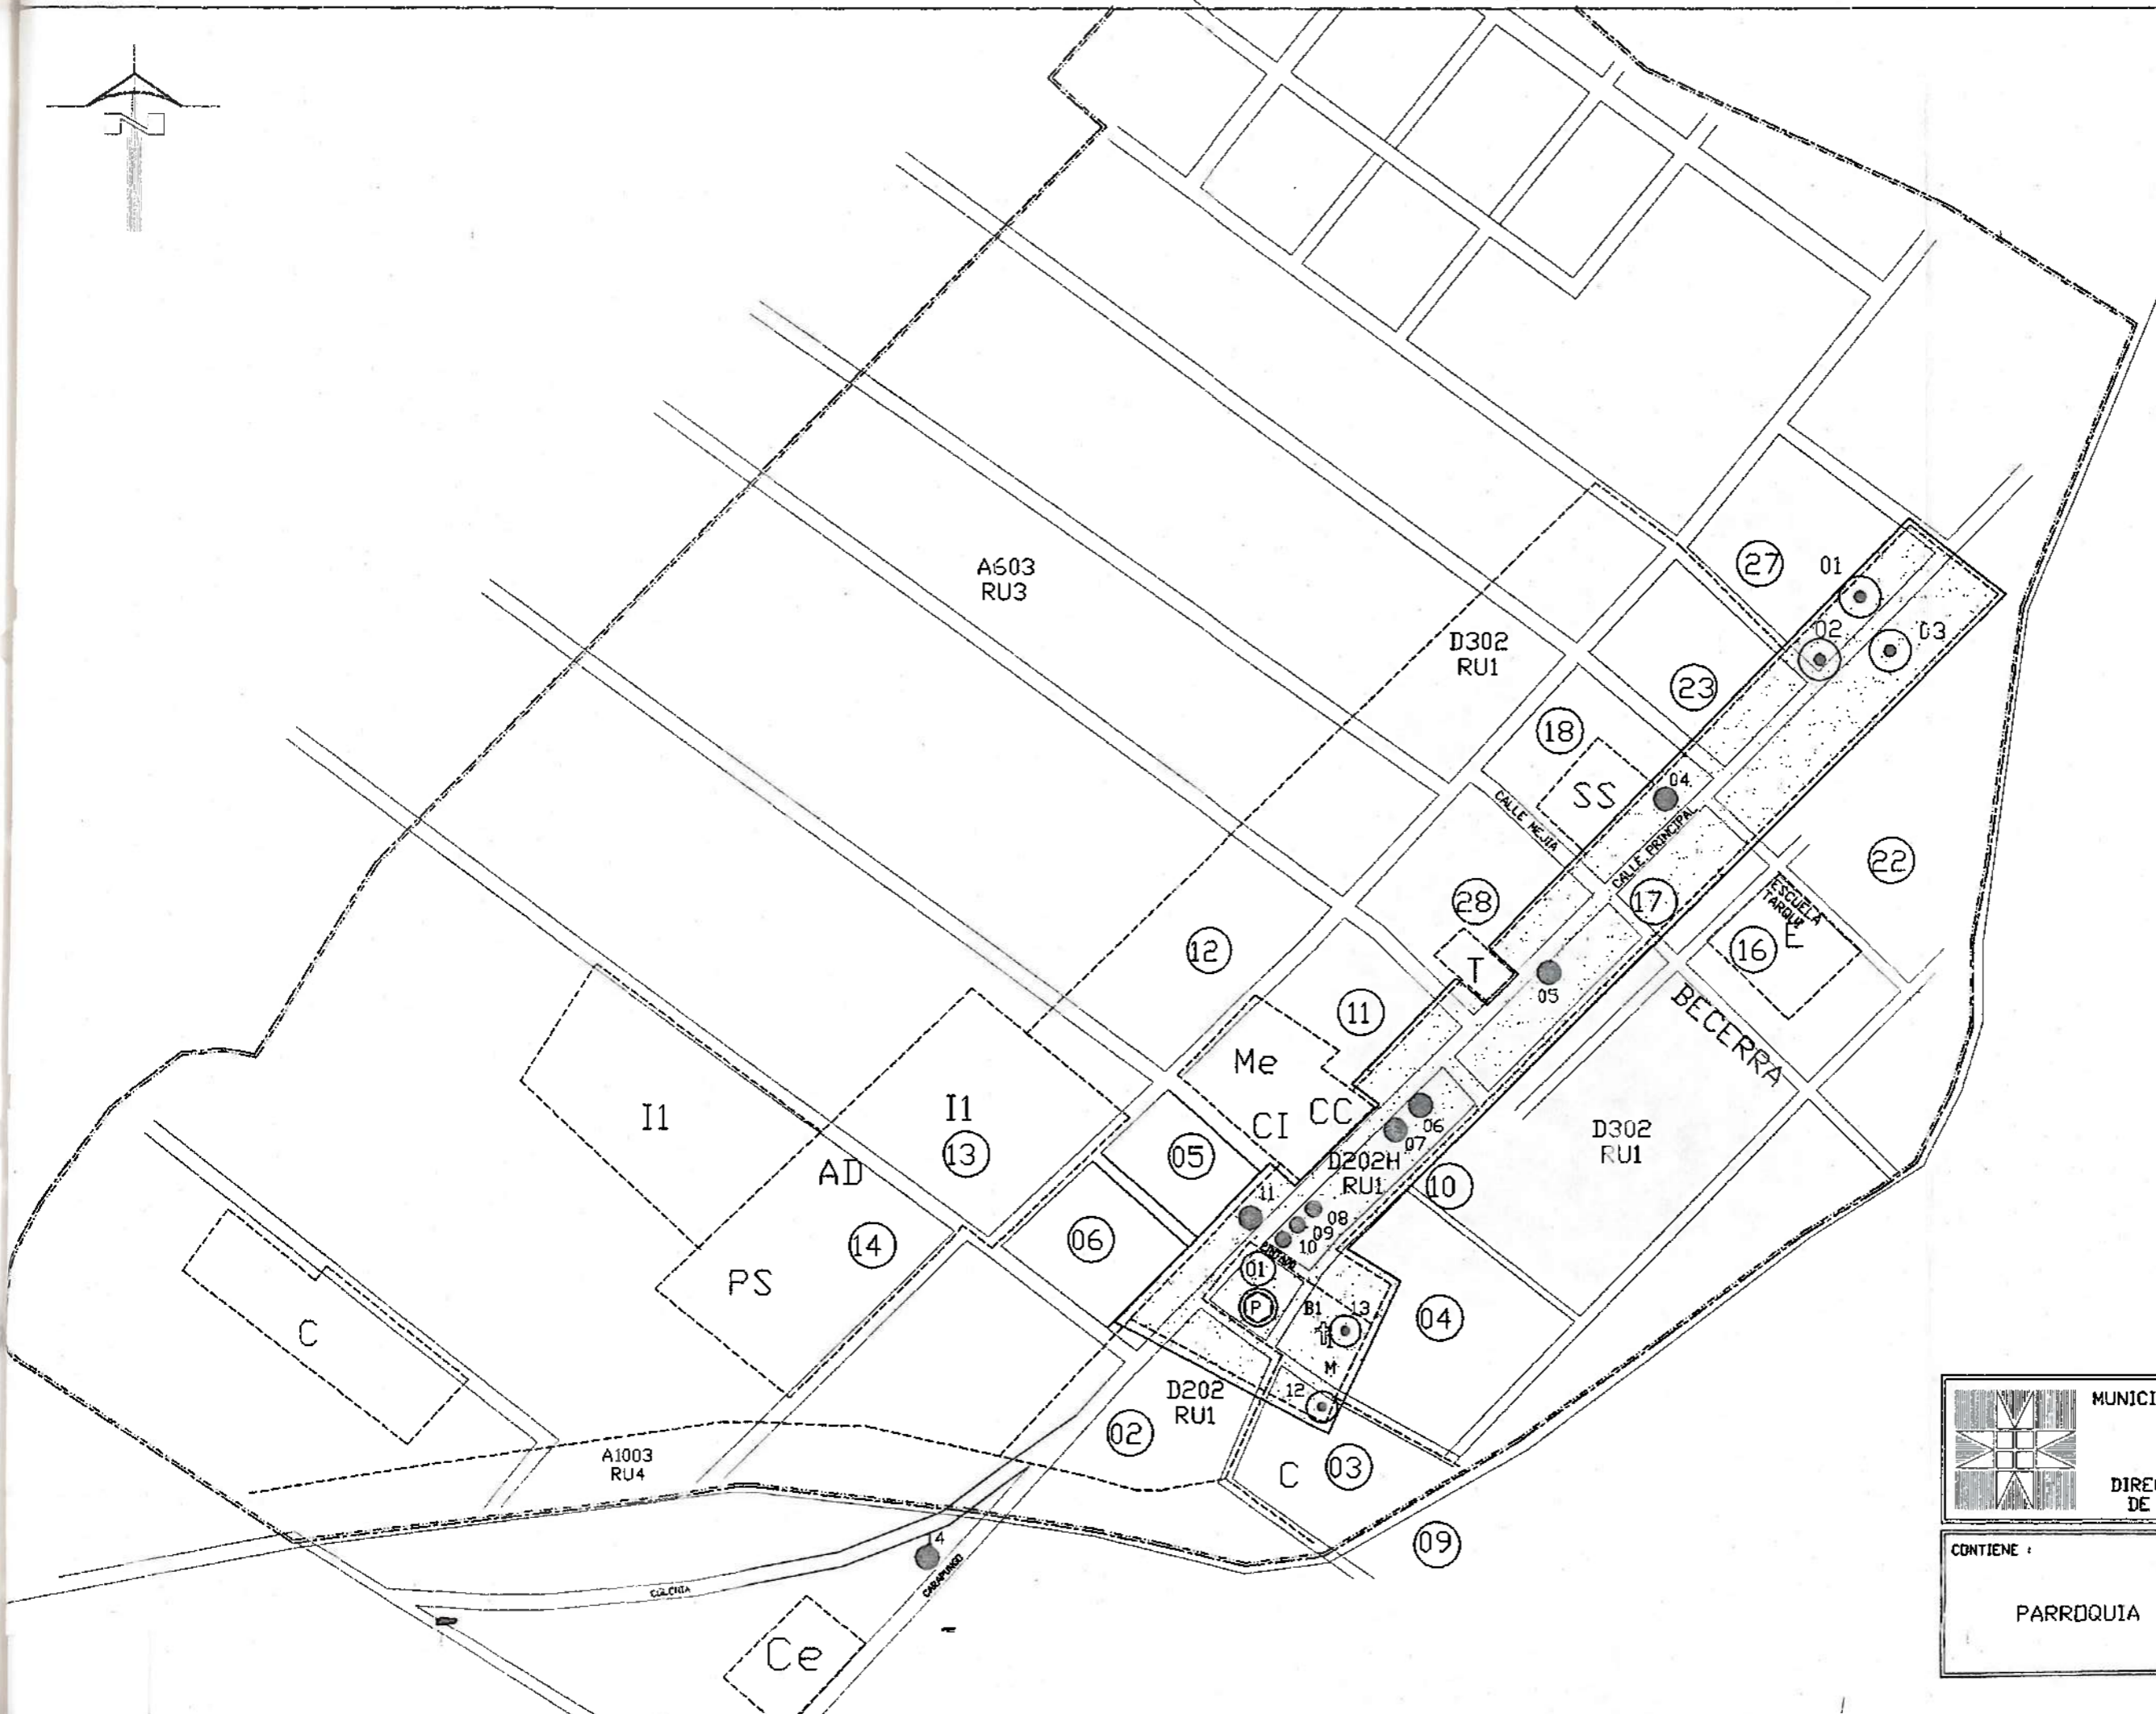 N
A603
RU3
D302
RU1
27
01
02
03
23
18
SS
04
CALLE MEJIA
CALLE PRINCIPAL
22
28
17
ESCUELA
TARQUI
E
16
12
T
05
BECERRA
11
Me
CC
CI
I1
I1
13
06
07
D302
RU1
05
D202H
RU1
10
AD
11
08
09
10
14
06
01
P
B1
13
04
PS
M
C
12
D202
RU1
02
C
03
A1003
RU4
09
14
COLONIA
CARAPUNGO
Ce
MUNICI
DIREC
DE
CONTIENE :
PARROQUIA